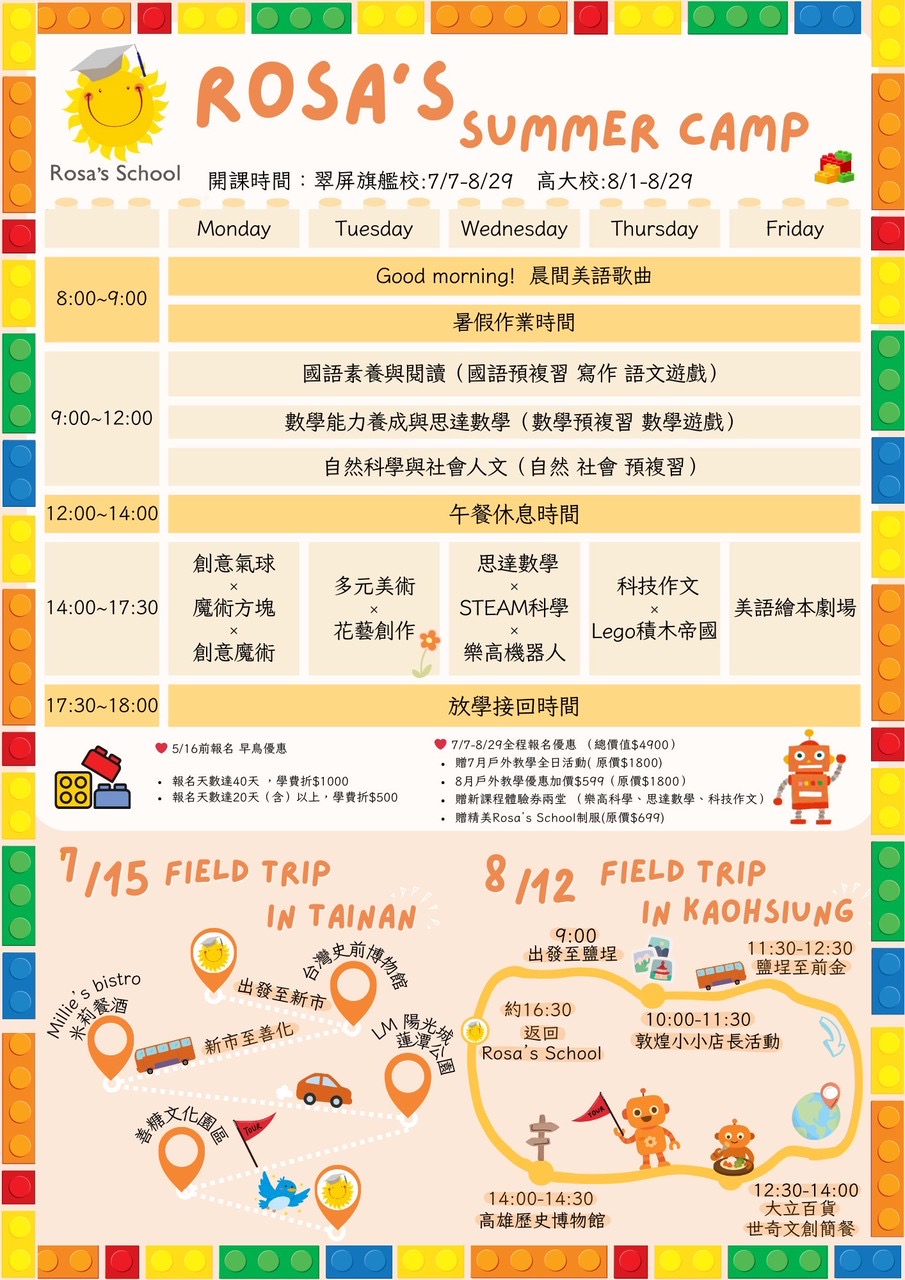 ROSA'S
SUMMER CAMP
Rosa's School
開課時間：翠屏旗艦校:7/7-8/29 高大校:8/1-8/29
Monday Tuesday Wednesday Thursday Friday
8:00~9:00
Good morning! 晨間美語歌曲
暑假作業時間
9:00~12:00
國語素養與閱讀（國語預複習 寫作 語文遊戲）
數學能力養成與思達數學（數學預複習 數學遊戲）
自然科學與社會人文（自然 社會 預複習）
12:00~14:00 午餐休息時間
14:00~17:30
創意氣球
×
魔術方塊
×
創意魔術
多元美術
×
花藝創作
思達數學
×
STEAM科學
×
樂高機器人
科技作文
×
Lego積木帝國
美語繪本劇場
17:30~18:00 放學接回時間
5/16前報名 早鳥優惠
• 報名天數達40天 ，學費折$1000
• 報名天數達20天（含）以上，學費折$500
7/7-8/29全程報名優惠 （總價值$4900）
• 贈7月戶外教學全日活動( 原價$1800)
• 8月戶外教學優惠加價$599（原價$1800）
• 贈新課程體驗券兩堂 （樂高科學、思達數學、科技作文）
• 贈精美Rosa's School制服(原價$699)
7/15 FIELD TRIP
IN TAINAN
出發至新市
台灣史前博物館
新市至善化
Millie's bistro
米莉餐酒
LM 陽光城
蓮潭公園
善糖文化園區
TOUR
8/12 FIELD TRIP
IN KAOHSIUNG
9:00
出發至鹽埕
10:00-11:30
敦煌小小店長活動
11:30-12:30
鹽埕至前金
12:30-14:00
大立百貨
世奇文創簡餐
TOUR
14:00-14:30
高雄歷史博物館
約16:30
返回
Rosa's School